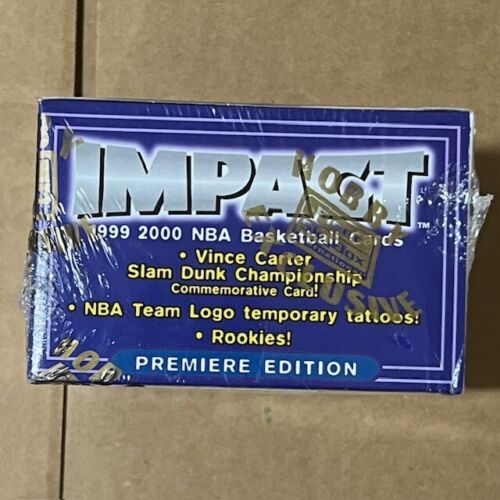 IMPACT™
1999 2000 NBA Basketball Cards
• Vince Carter
Slam Dunk Championship
Commemorative Card!
• NBA Team Logo temporary tattoos!
• Rookies!
PREMIERE EDITION
HOBBY
EXCLUSIVE